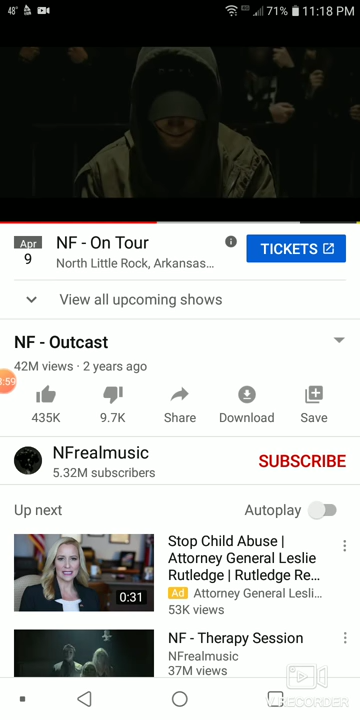 48°
71% 11:18 PM
Apr
9
NF - On Tour
North Little Rock, Arkansas...
TICKETS
View all upcoming shows
NF - Outcast
42M views · 2 years ago
:59
435K
9.7K
Share
Download
Save
NFrealmusic
5.32M subscribers
SUBSCRIBE
Up next
Autoplay
0:31
Stop Child Abuse |
Attorney General Leslie
Rutledge | Rutledge Re...
Ad Attorney General Lesli...
53K views
NF - Therapy Session
NFrealmusic
37M views
V RECORDER